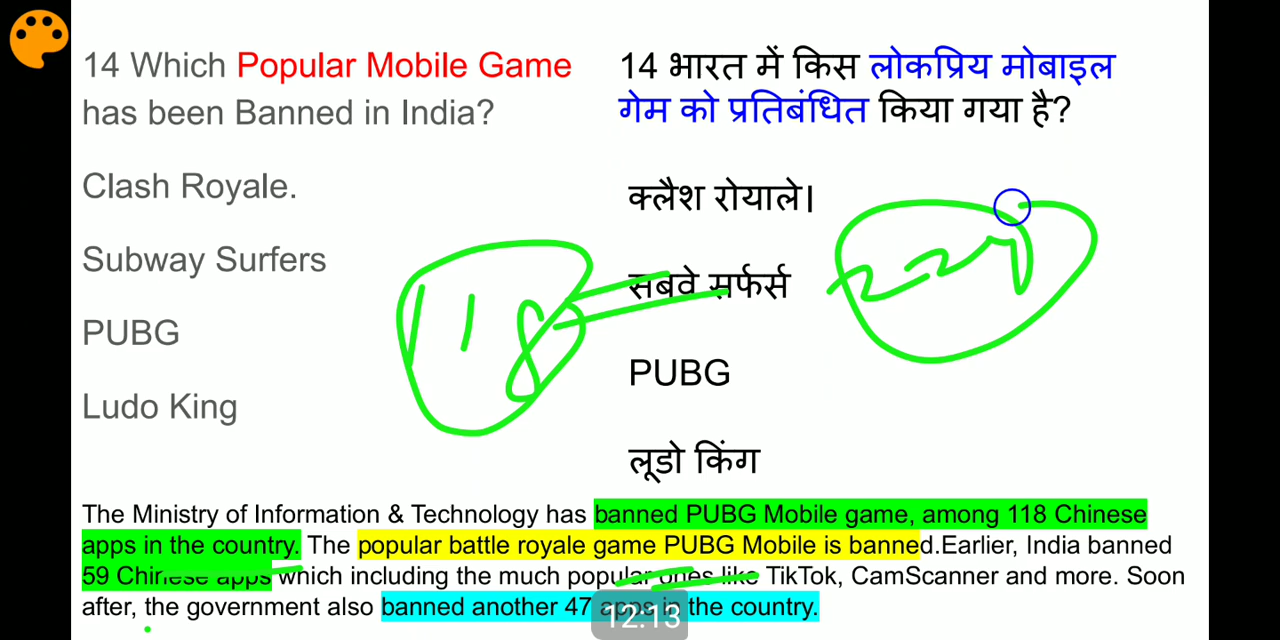 14 Which Popular Mobile Game
has been Banned in India?
Clash Royale.
Subway Surfers
PUBG
Ludo King
14 भारत में किस लोकप्रिय मोबाइल
गेम को प्रतिबंधित किया गया है?
क्लैश रोयाले।
सबवे सर्फर्स
PUBG
लूडो किंग
118
224
The Ministry of Information & Technology has banned PUBG Mobile game, among 118 Chinese
apps in the country. The popular battle royale game PUBG Mobile is banned.Earlier, India banned
59 Chinese apps which including the much popular ones like TikTok, CamScanner and more. Soon
after, the government also banned another 47 apps in the country.
12:13